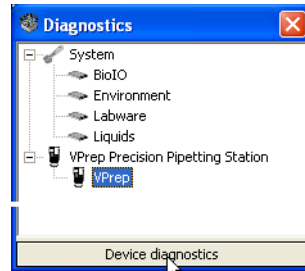 Diagnostics
System
BioIO
Environment
Labware
Liquids
VPrep Precision Pipetting Station
VPrep
Device diagnostics